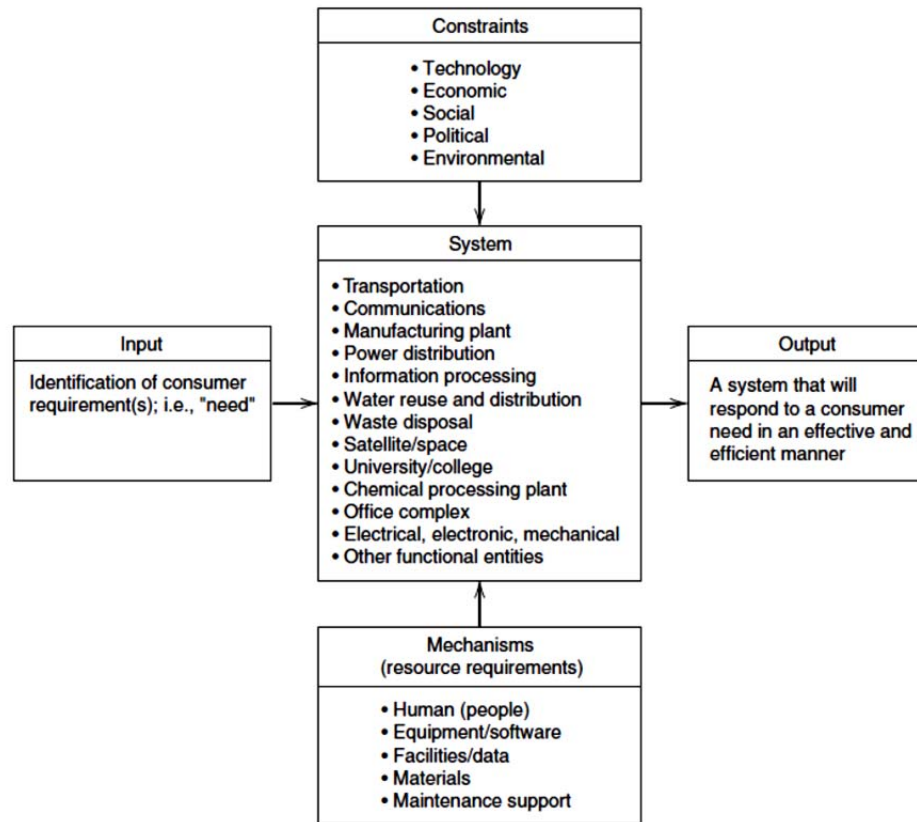 Constraints
• Technology
• Economic
• Social
• Political
• Environmental
System
• Transportation
• Communications
• Manufacturing plant
• Power distribution
• Information processing
• Water reuse and distribution
• Waste disposal
• Satellite/space
• University/college
• Chemical processing plant
• Office complex
• Electrical, electronic, mechanical
• Other functional entities
Input
Identification of consumer
requirement(s); i.e., "need"
Output
A system that will
respond to a consumer
need in an effective and
efficient manner
Mechanisms
(resource requirements)
• Human (people)
• Equipment/software
• Facilities/data
• Materials
• Maintenance support